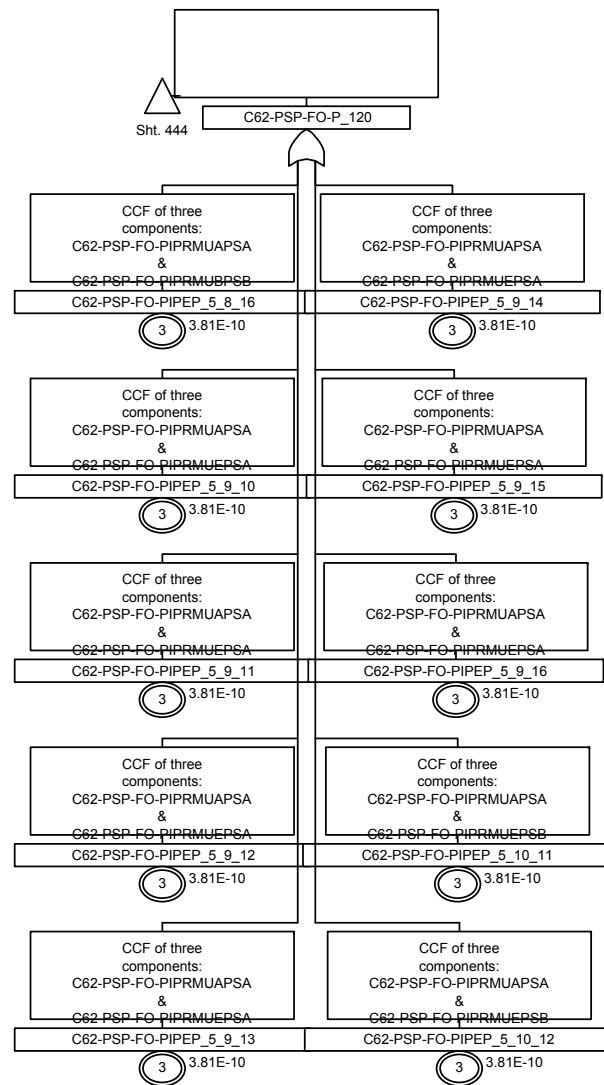 Sht. 444
C62-PSP-FO-P_120
CCF of three
components:
C62-PSP-FO-PIPRMUAPSA
&
C62-PSP-FO-PIPRMUBPSB
C62-PSP-FO-PIPEP_5_8_16
3
3.81E-10
CCF of three
components:
C62-PSP-FO-PIPRMUAPSA
&
C62-PSP-FO-PIPRMUEPSA
C62-PSP-FO-PIPEP_5_9_14
3
3.81E-10
CCF of three
components:
C62-PSP-FO-PIPRMUAPSA
&
C62-PSP-FO-PIPRMUEPSA
C62-PSP-FO-PIPEP_5_9_10
3
3.81E-10
CCF of three
components:
C62-PSP-FO-PIPRMUAPSA
&
C62-PSP-FO-PIPRMUEPSA
C62-PSP-FO-PIPEP_5_9_15
3
3.81E-10
CCF of three
components:
C62-PSP-FO-PIPRMUAPSA
&
C62-PSP-FO-PIPRMUEPSA
C62-PSP-FO-PIPEP_5_9_11
3
3.81E-10
CCF of three
components:
C62-PSP-FO-PIPRMUAPSA
&
C62-PSP-FO-PIPRMUEPSA
C62-PSP-FO-PIPEP_5_9_16
3
3.81E-10
CCF of three
components:
C62-PSP-FO-PIPRMUAPSA
&
C62-PSP-FO-PIPRMUEPSA
C62-PSP-FO-PIPEP_5_9_12
3
3.81E-10
CCF of three
components:
C62-PSP-FO-PIPRMUAPSA
&
C62-PSP-FO-PIPRMUEPSB
C62-PSP-FO-PIPEP_5_10_11
3
3.81E-10
CCF of three
components:
C62-PSP-FO-PIPRMUAPSA
&
C62-PSP-FO-PIPRMUEPSA
C62-PSP-FO-PIPEP_5_9_13
3
3.81E-10
CCF of three
components:
C62-PSP-FO-PIPRMUAPSA
&
C62-PSP-FO-PIPRMUEPSB
C62-PSP-FO-PIPEP_5_10_12
3
3.81E-10